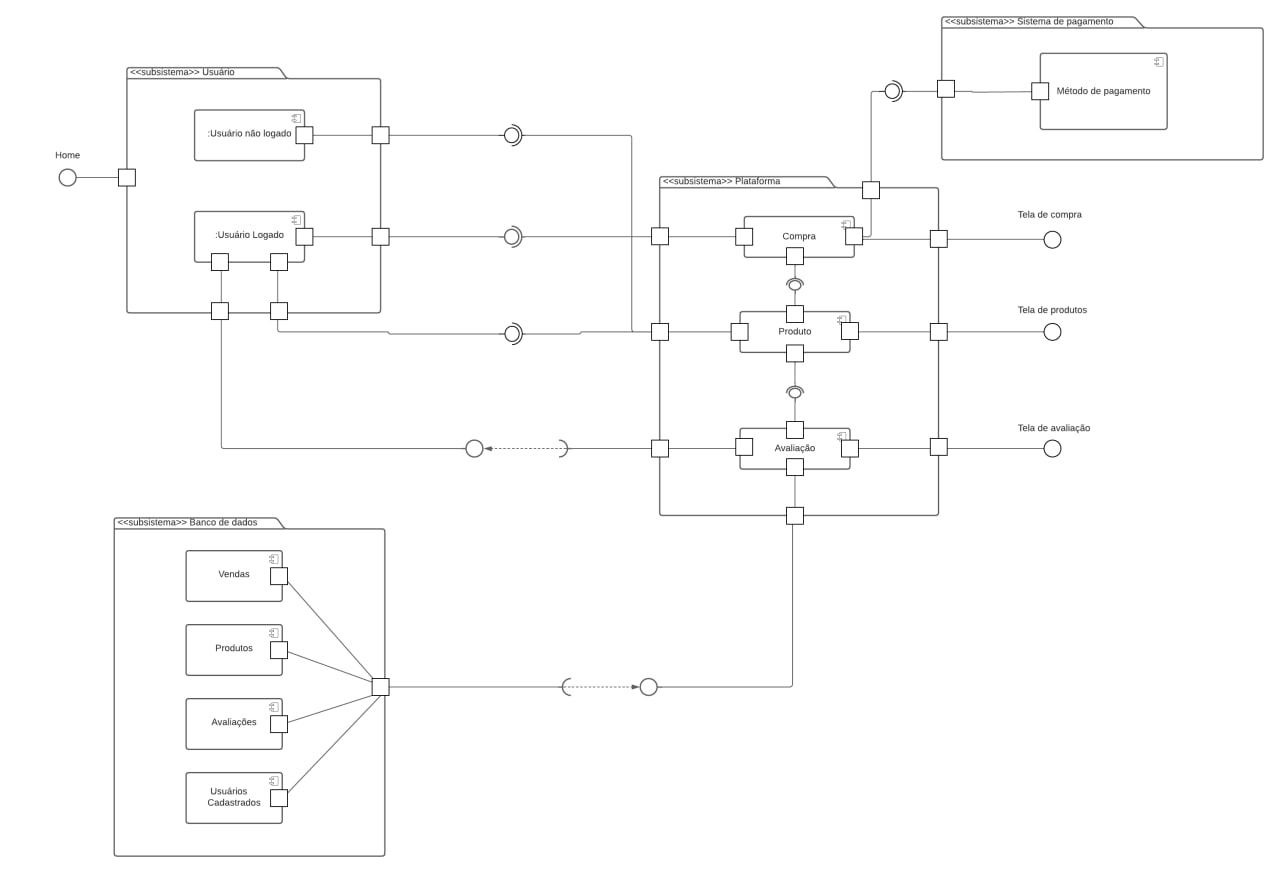 <<subsistema>> Sistema de pagamento
Método de pagamento
<<subsistema>> Usuário
:Usuário não logado
Home
:Usuário Logado
<<subsistema>> Plataforma
Compra
Tela de compra
Produto
Tela de produtos
Avaliação
Tela de avaliação
<<subsistema>> Banco de dados
Vendas
Produtos
Avaliações
Usuários
Cadastrados